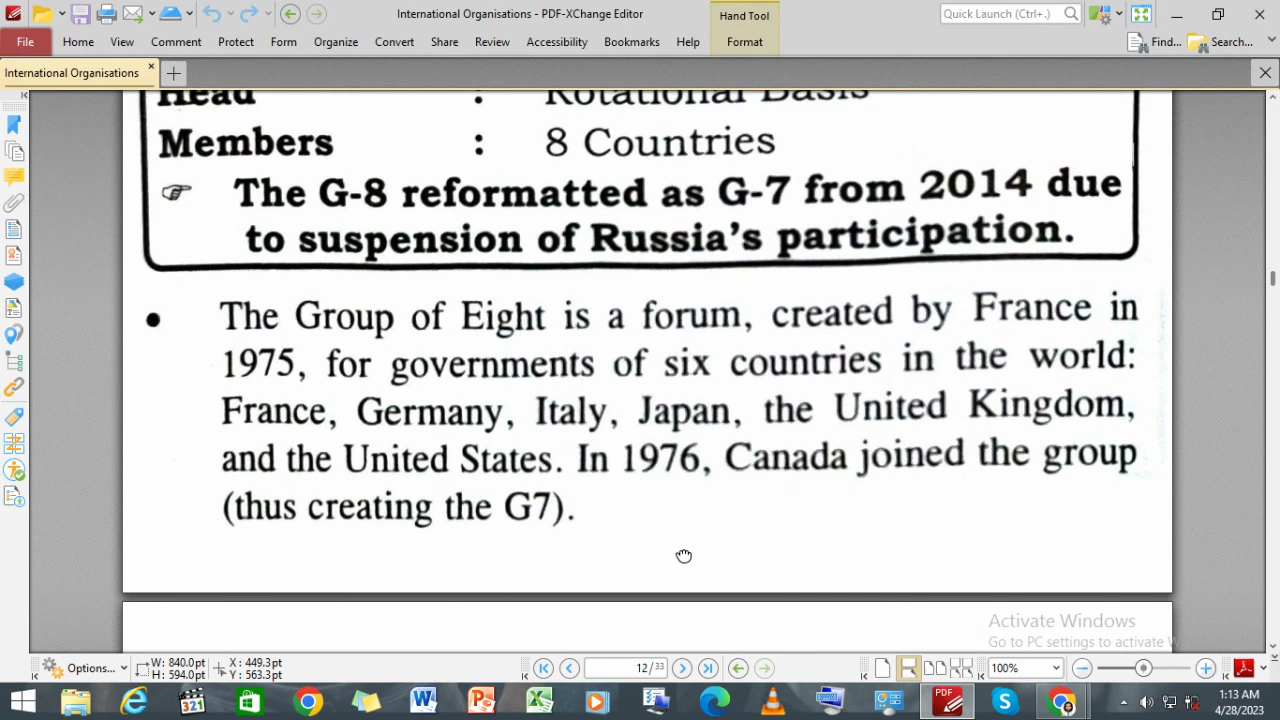 International Organisations - PDF-XChange Editor
Hand Tool
Quick Launch (Ctrl+.)
File Home View Comment Protect Form Organize Convert Share Review Accessibility Bookmarks Help Format
Find... Search...
International Organisations
Head : Rotational Basis
Members : 8 Countries
The G-8 reformatted as G-7 from 2014 due
to suspension of Russia's participation.
• The Group of Eight is a forum, created by France in
1975, for governments of six countries in the world:
France, Germany, Italy, Japan, the United Kingdom,
and the United States. In 1976, Canada joined the group
(thus creating the G7).
Activate Windows
Go to PC settings to activate W
Options... W: 840.0pt X: 449.3pt 12/33 100%
H: 594.0pt Y: 563.3pt
321 W P X PDF S
1:13 AM
4/28/2023